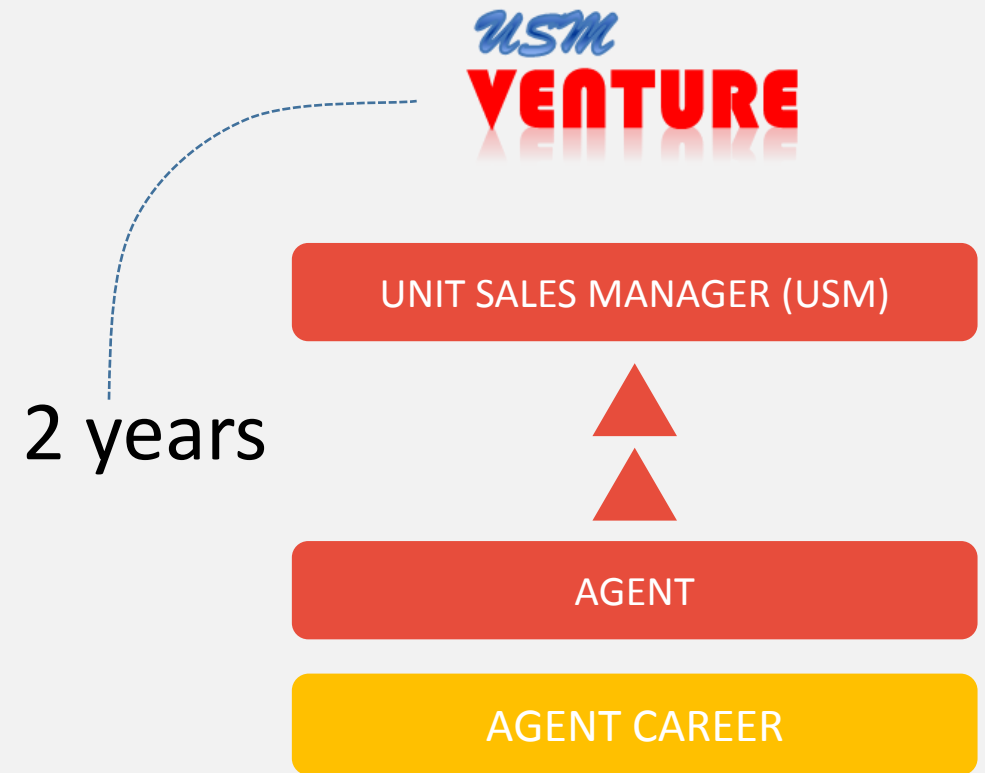 USM
VENTURE
UNIT SALES MANAGER (USM)
2 years
AGENT
AGENT CAREER